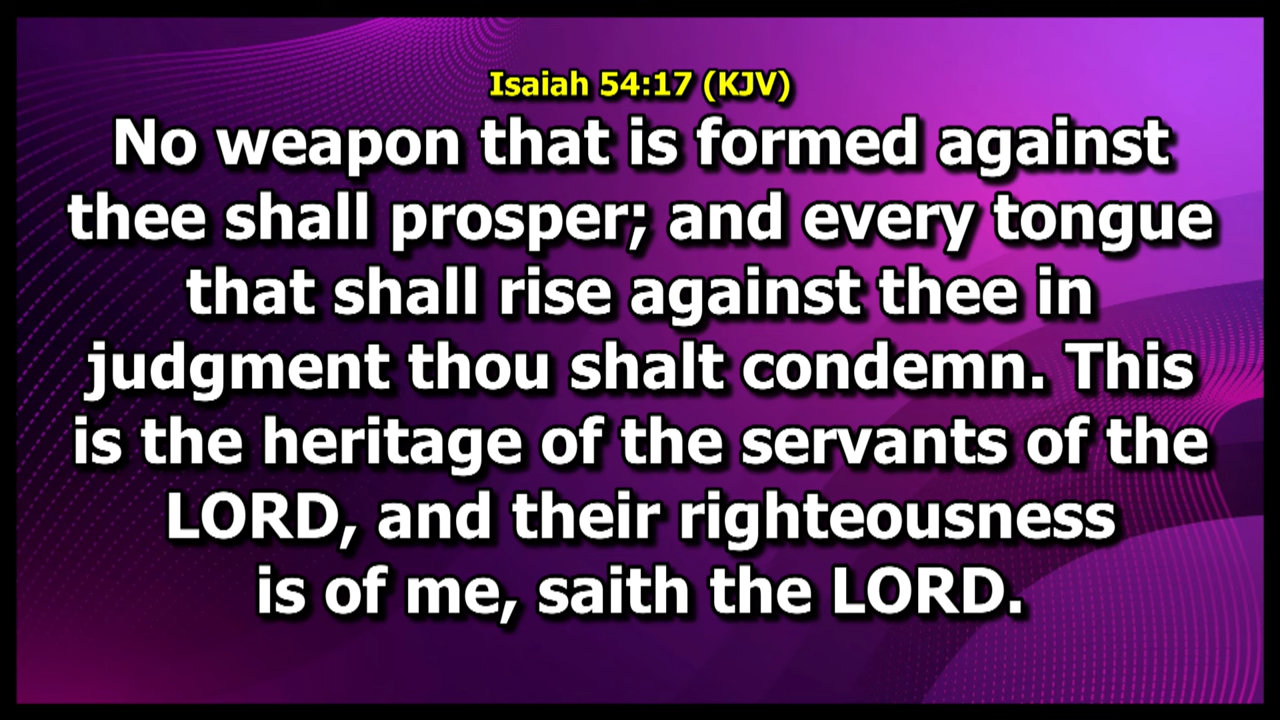 Isaiah 54:17 (KJV)
No weapon that is formed against
thee shall prosper; and every tongue
that shall rise against thee in
judgment thou shalt condemn. This
is the heritage of the servants of the
LORD, and their righteousness
is of me, saith the LORD.